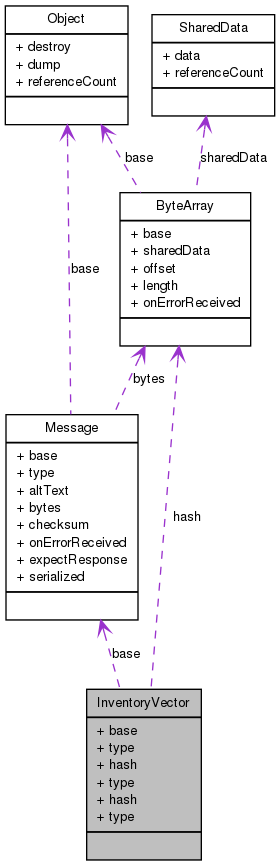 Object
+ destroy
+ dump
+ referenceCount
SharedData
+ data
+ referenceCount
base
sharedData
ByteArray
+ base
+ sharedData
+ offset
+ length
+ onErrorReceived
base
bytes
Message
+ base
+ type
+ altText
+ bytes
+ checksum
+ onErrorReceived
+ expectResponse
+ serialized
hash
base
InventoryVector
+ base
+ type
+ hash
+ type
+ hash
+ type